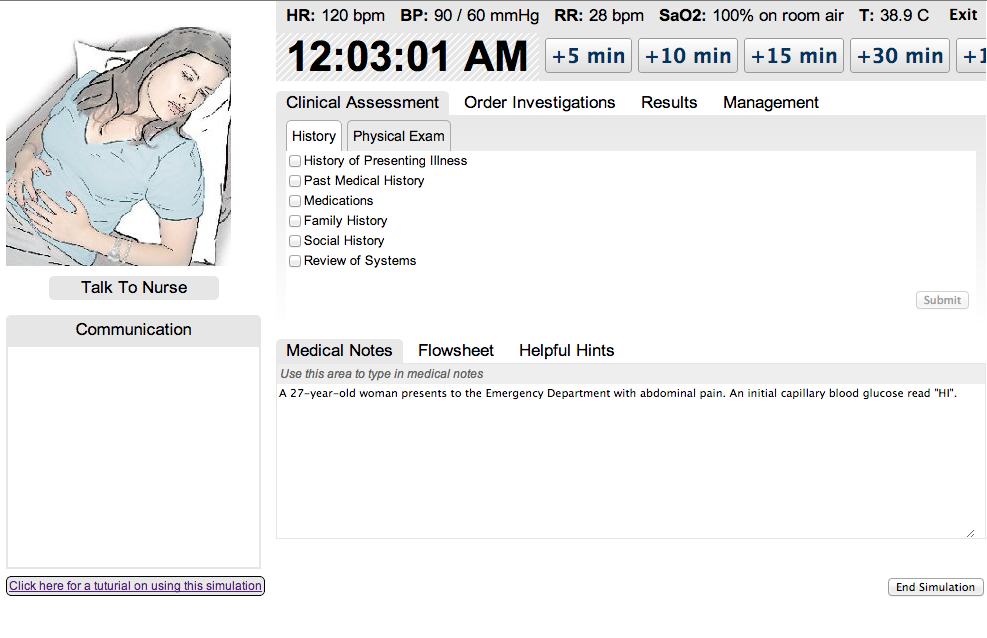 HR: 120 bpm BP: 90 / 60 mmHg RR: 28 bpm SaO2: 100% on room air T: 38.9 C Exit
12:03:01 AM +5 min +10 min +15 min +30 min +1
Clinical Assessment Order Investigations Results Management
History Physical Exam
History of Presenting Illness
Past Medical History
Medications
Family History
Social History
Review of Systems
Submit
Talk To Nurse
Communication
Medical Notes Flowsheet Helpful Hints
Use this area to type in medical notes
A 27-year-old woman presents to the Emergency Department with abdominal pain. An initial capillary blood glucose read "HI".
Click here for a tuturial on using this simulation
End Simulation